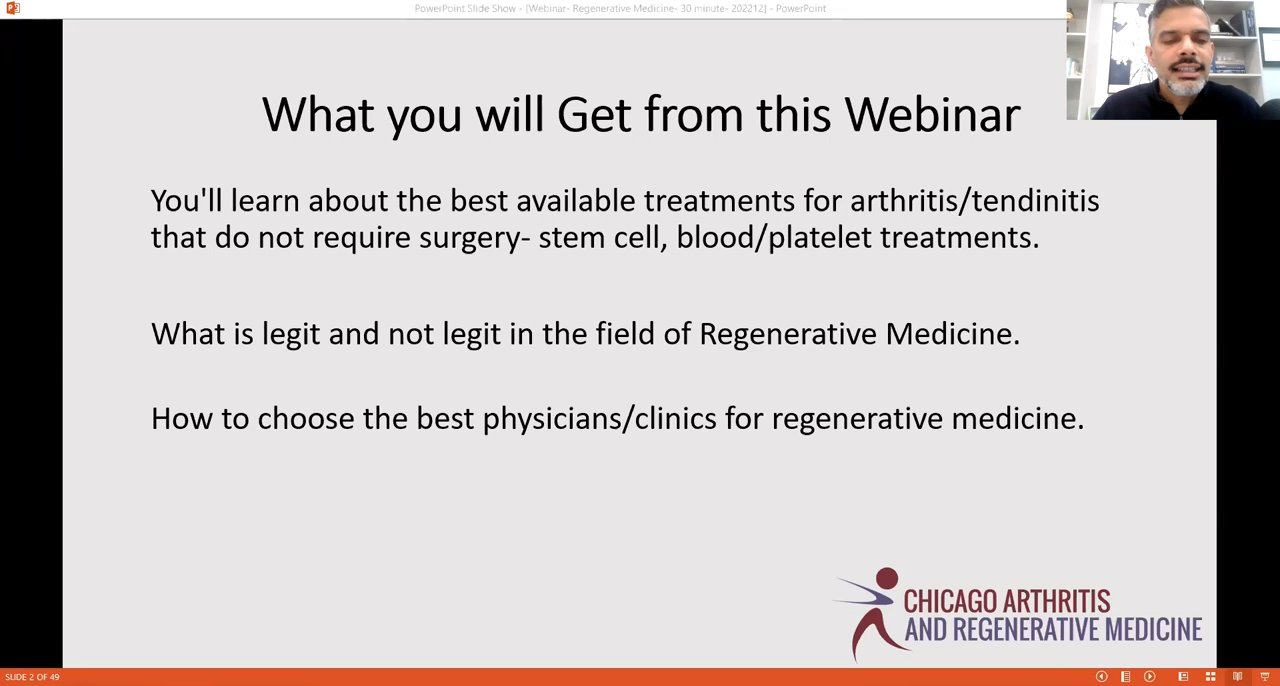 PowerPoint Slide Show - [Webinar- Regenerative Medicine- 30 minute- 202212] - PowerPoint
What you will Get from this Webinar
You'll learn about the best available treatments for arthritis/tendinitis
that do not require surgery- stem cell, blood/platelet treatments.
What is legit and not legit in the field of Regenerative Medicine.
How to choose the best physicians/clinics for regenerative medicine.
CHICAGO ARTHRITIS
AND REGENERATIVE MEDICINE
SLIDE 2 OF 49